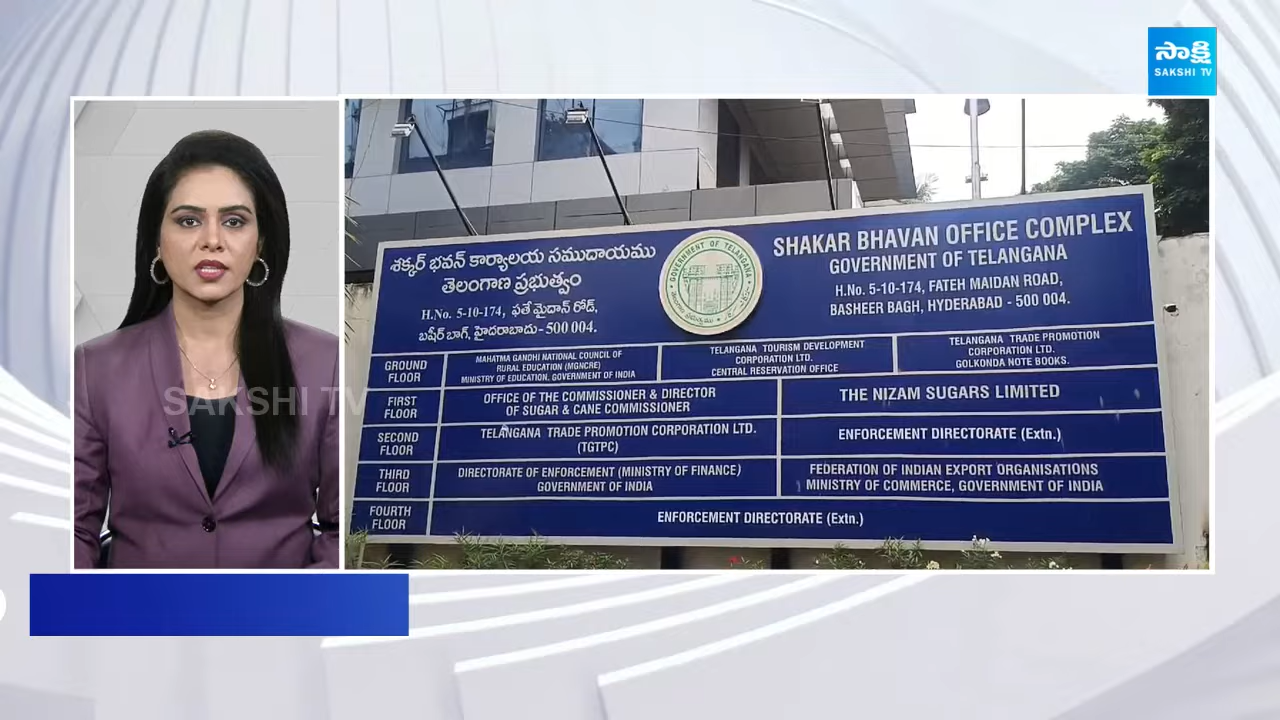 సాక్షి
SAKSHI TV
శక్కర్ భవన్ కార్యాలయ సముదాయము
తెలంగాణ ప్రభుత్వం
H.No. 5-10-174, ఫతే మైదాన్ రోడ్,
బషీర్ బాగ్, హైదరాబాదు - 500 004.
GOVERNMENT OF TELANGANA
SHAKAR BHAVAN OFFICE COMPLEX
GOVERNMENT OF TELANGANA
H.No. 5-10-174, FATEH MAIDAN ROAD,
BASHEER BAGH, HYDERABAD - 500 004.
GROUND
FLOOR
MAHATMA GANDHI NATIONAL COUNCIL OF
RURAL EDUCATION (MGNCRE)
MINISTRY OF EDUCATION, GOVERNMENT OF INDIA
TELANGANA TOURISM DEVELOPMENT
CORPORATION LTD.
CENTRAL RESERVATION OFFICE
TELANGANA TRADE PROMOTION
CORPORATION LTD.
GOLKONDA NOTE BOOKS.
FIRST
FLOOR
OFFICE OF THE COMMISSIONER & DIRECTOR
OF SUGAR & CANE COMMISSIONER
THE NIZAM SUGARS LIMITED
SECOND
FLOOR
TELANGANA TRADE PROMOTION CORPORATION LTD.
(TGTPC)
ENFORCEMENT DIRECTORATE (Extn.)
THIRD
FLOOR
DIRECTORATE OF ENFORCEMENT (MINISTRY OF FINANCE)
GOVERNMENT OF INDIA
FEDERATION OF INDIAN EXPORT ORGANISATIONS
MINISTRY OF COMMERCE, GOVERNMENT OF INDIA
FOURTH
FLOOR
ENFORCEMENT DIRECTORATE (Extn.)
SAKSHI TV